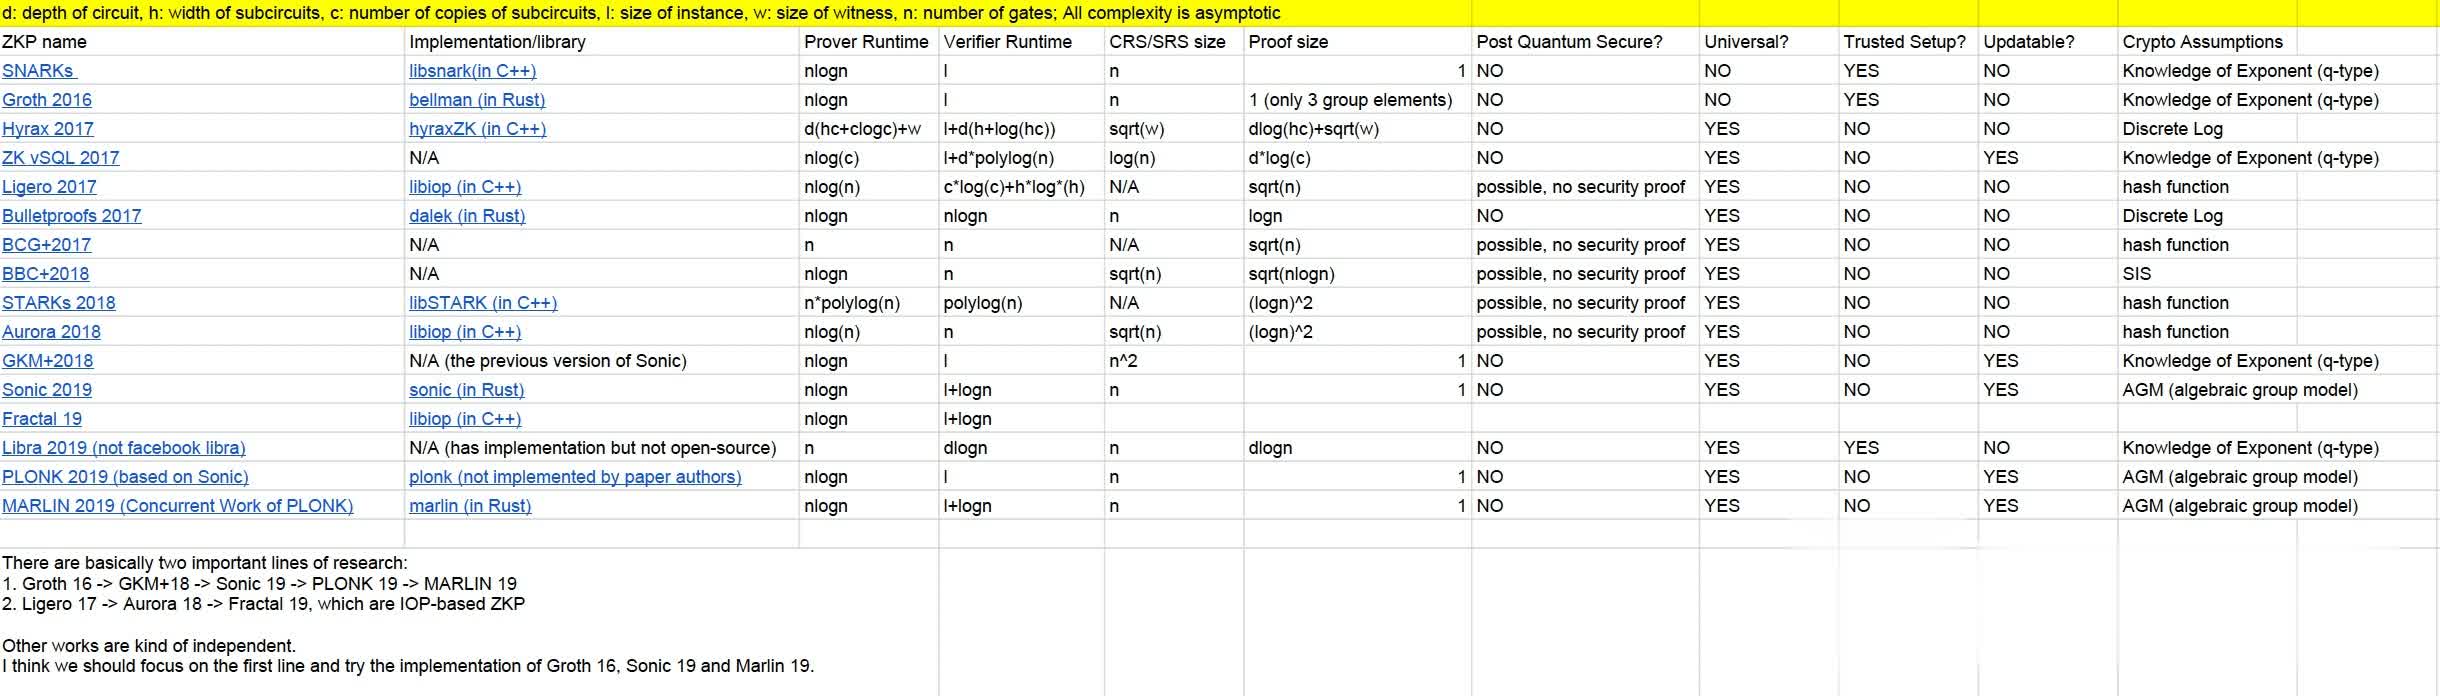 d: depth of circuit, h: width of subcircuits, c: number of copies of subcircuits, l: size of instance, w: size of witness, n: number of gates; All complexity is asymptotic
ZKP name Implementation/library Prover Runtime Verifier Runtime CRS/SRS size Proof size Post Quantum Secure? Universal? Trusted Setup? Updatable? Crypto Assumptions
SNARKs libsnark(in C++) nlogn l n 1 NO NO YES NO Knowledge of Exponent (q-type)
Groth 2016 bellman (in Rust) nlogn l n 1 (only 3 group elements) NO NO YES NO Knowledge of Exponent (q-type)
Hyrax 2017 hyraxZK (in C++) d(hc+clogc)+w l+d(h+log(hc)) sqrt(w) dlog(hc)+sqrt(w) NO YES NO NO Discrete Log
ZK vSQL 2017 N/A nlog(c) l+d*polylog(n) log(n) d*log(c) NO YES NO YES Knowledge of Exponent (q-type)
Ligero 2017 libiop (in C++) nlog(n) c*log(c)+h*log*(h) N/A sqrt(n) possible, no security proof YES NO NO hash function
Bulletproofs 2017 dalek (in Rust) nlogn nlogn n logn NO YES NO NO Discrete Log
BCG+2017 N/A n n N/A sqrt(n) possible, no security proof YES NO NO hash function
BBC+2018 N/A nlogn n sqrt(n) sqrt(nlogn) possible, no security proof YES NO NO SIS
STARKs 2018 libSTARK (in C++) n*polylog(n) polylog(n) N/A (logn)^2 possible, no security proof YES NO NO hash function
Aurora 2018 libiop (in C++) nlog(n) n sqrt(n) (logn)^2 possible, no security proof YES NO NO hash function
GKM+2018 N/A (the previous version of Sonic) nlogn l n^2 1 NO YES NO YES Knowledge of Exponent (q-type)
Sonic 2019 sonic (in Rust) nlogn l+logn n 1 NO YES NO YES AGM (algebraic group model)
Fractal 19 libiop (in C++) nlogn l+logn
Libra 2019 (not facebook libra) N/A (has implementation but not open-source) n dlogn n dlogn NO YES YES NO Knowledge of Exponent (q-type)
PLONK 2019 (based on Sonic) plonk (not implemented by paper authors) nlogn l n 1 NO YES NO YES AGM (algebraic group model)
MARLIN 2019 (Concurrent Work of PLONK) marlin (in Rust) nlogn l+logn n 1 NO YES NO YES AGM (algebraic group model)
There are basically two important lines of research:
1. Groth 16 -> GKM+18 -> Sonic 19 -> PLONK 19 -> MARLIN 19
2. Ligero 17 -> Aurora 18 -> Fractal 19, which are IOP-based ZKP
Other works are kind of independent.
I think we should focus on the first line and try the implementation of Groth 16, Sonic 19 and Marlin 19.